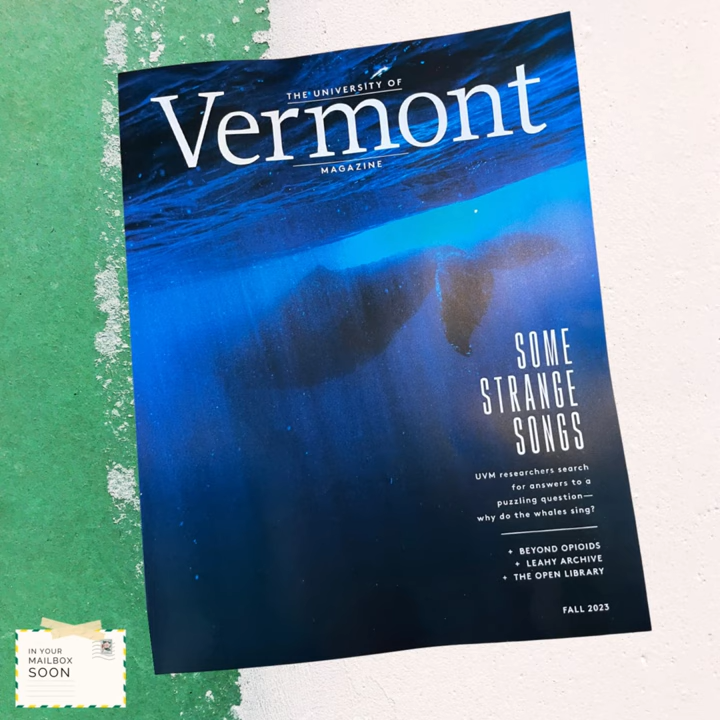 THE UNIVERSITY OF
Vermont
MAGAZINE
SOME
STRANGE
SONGS
UVM researchers search
for answers to a
puzzling question—
why do the whales sing?
+ BEYOND OPIOIDS
+ LEAHY ARCHIVE
+ THE OPEN LIBRARY
FALL 2023
IN YOUR
MAILBOX
SOON